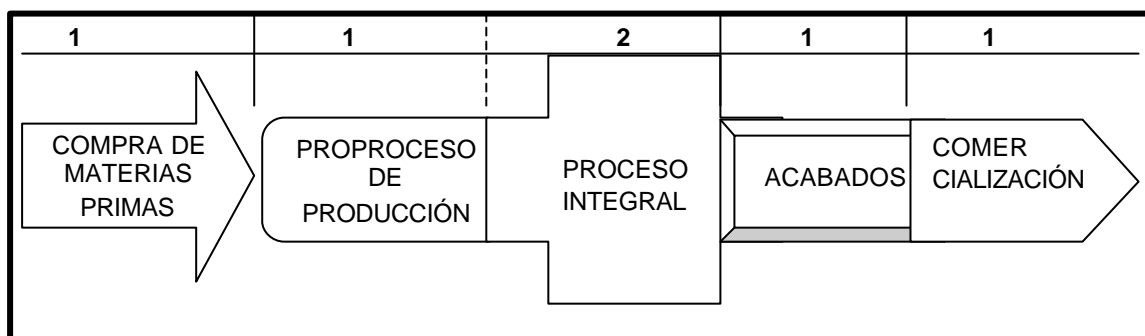 1 1 2 1 1
COMPRA DE
MATERIAS
PRIMAS
PROPROCESO
DE
PRODUCCIÓN
PROCESO
INTEGRAL
ACABADOS
COMER
CIALIZACIÓN